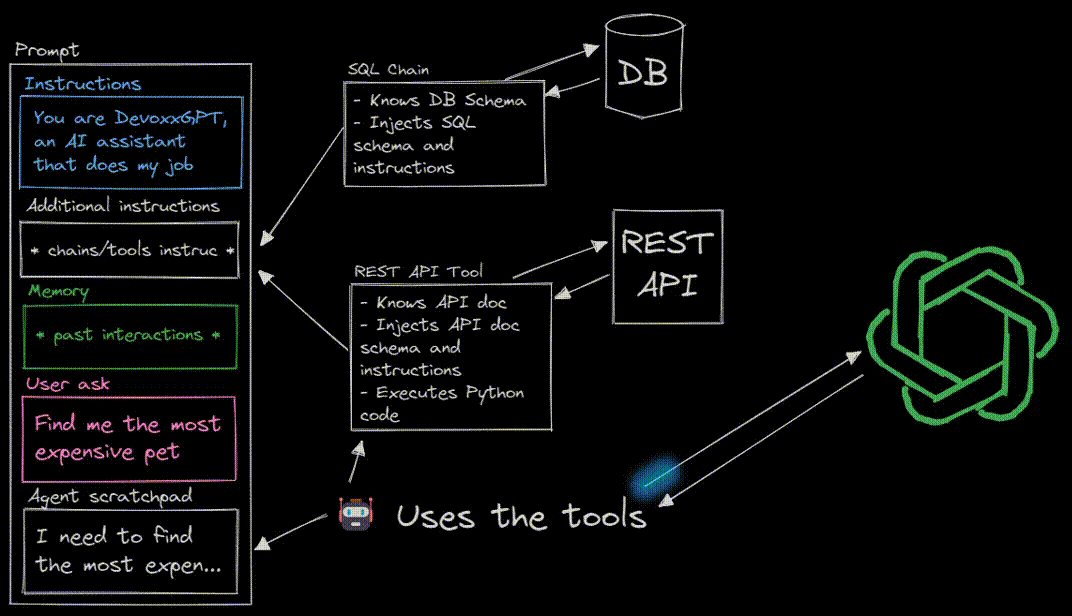 Prompt
Instructions
You are DevoxxGPT,
an AI assistant
that does my job
Additional instructions
* chains/tools instruc *
Memory
* past interactions *
User ask
Find me the most
expensive pet
Agent scratchpad
I need to find
the most expen...
SQL Chain
- Knows DB Schema
- Injects SQL
schema and
instructions
DB
REST API Tool
- Knows API doc
- Injects API doc
schema and
instructions
- Executes Python
code
REST
API
Uses the tools